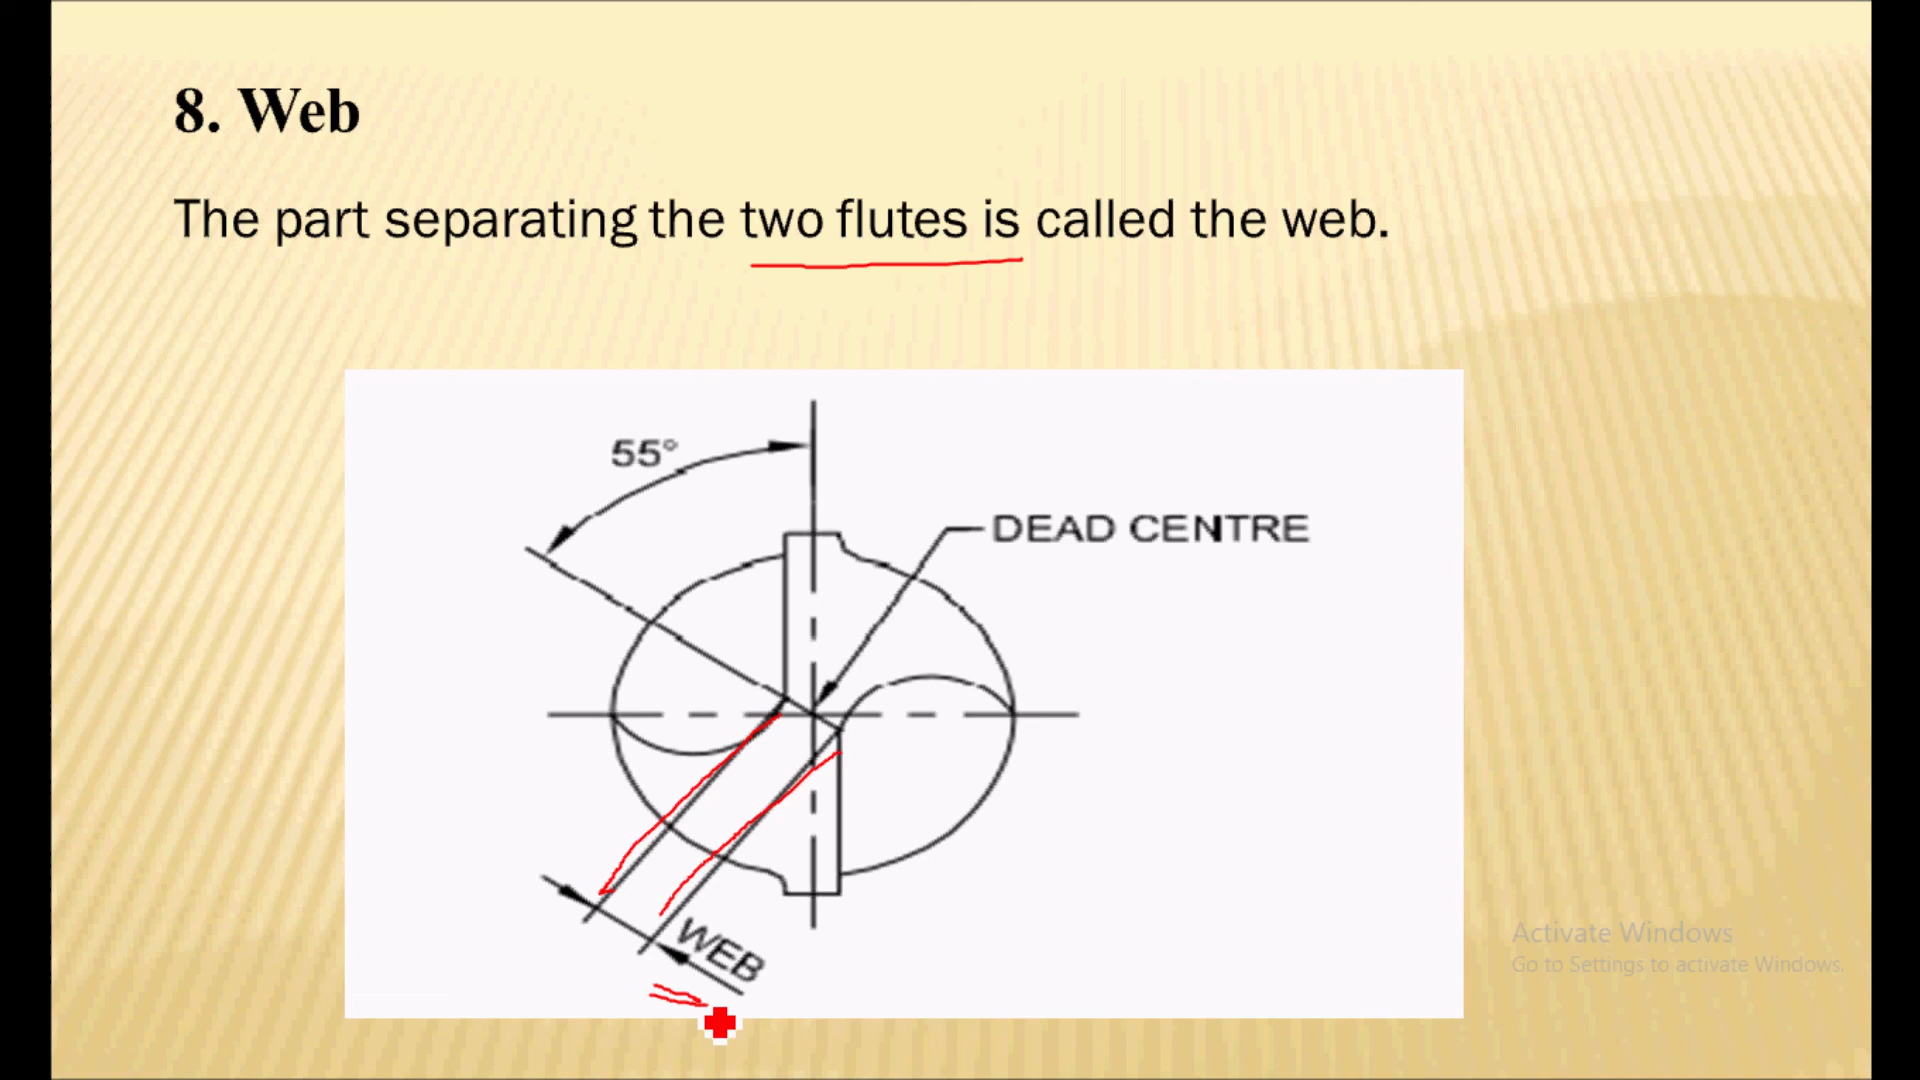 8. Web
The part separating the two flutes is called the web.
55°
DEAD CENTRE
WEB
Activate Windows
Go to Settings to activate Windows.